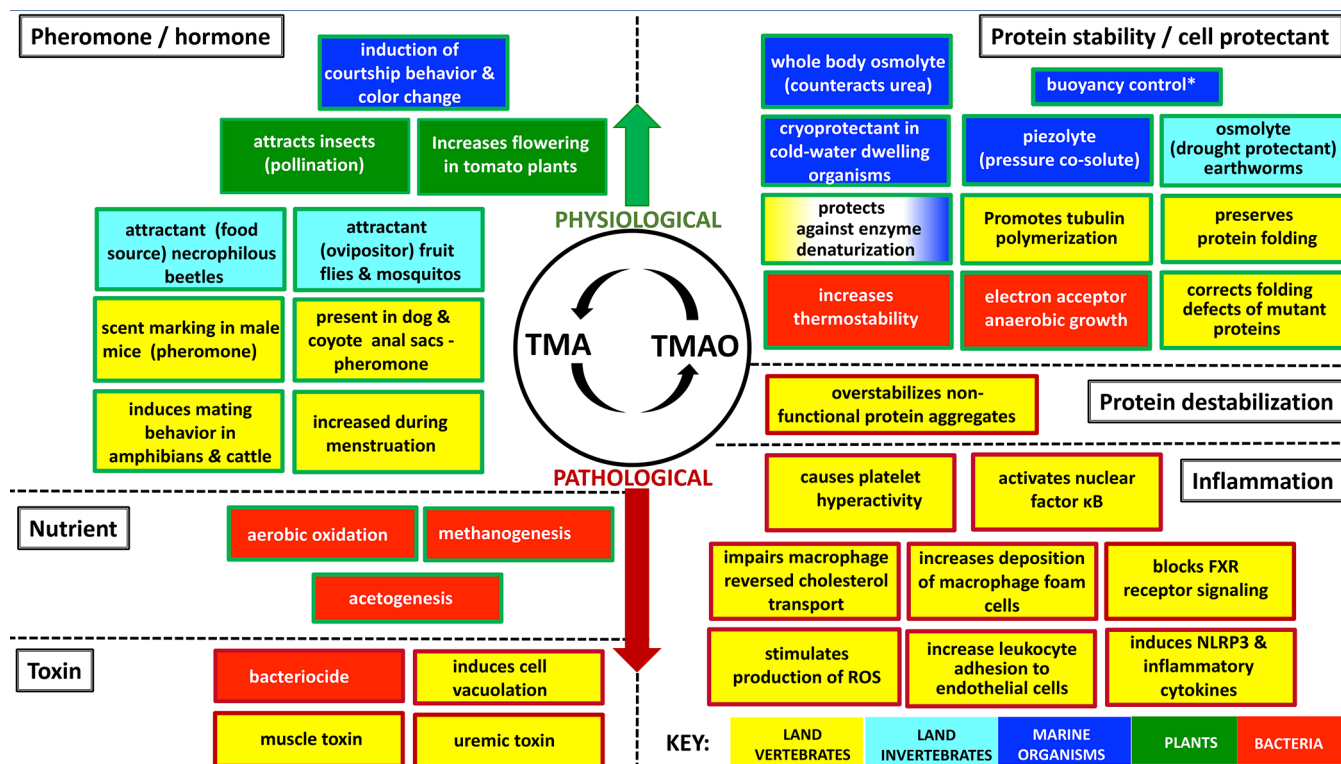 Pheromone / hormone
induction of
courtship behavior &
color change
attracts insects
(pollination)
Increases flowering
in tomato plants
attractant (food
source) necrophilous
beetles
attractant
(ovipositor) fruit
flies & mosquitos
scent marking in male
mice (pheromone)
present in dog &
coyote anal sacs -
pheromone
induces mating
behavior in
amphibians & cattle
increased during
menstruation
PHYSIOLOGICAL
TMA
TMAO
PATHOLOGICAL
Protein stability / cell protectant
whole body osmolyte
(counteracts urea)
buoyancy control*
cryoprotectant in
cold-water dwelling
organisms
piezolyte
(pressure co-solute)
osmolyte
(drought protectant)
earthworms
protects
against enzyme
denaturization
Promotes tubulin
polymerization
preserves
protein folding
increases
thermostability
electron acceptor
anaerobic growth
corrects folding
defects of mutant
proteins
overstabilizes non-
functional protein aggregates
Protein destabilization
Nutrient
aerobic oxidation
methanogenesis
acetogenesis
Toxin
bacteriocide
induces cell
vacuolation
muscle toxin
uremic toxin
causes platelet
hyperactivity
activates nuclear
factor κB
Inflammation
impairs macrophage
reversed cholesterol
transport
increases deposition
of macrophage foam
cells
blocks FXR
receptor signaling
stimulates
production of ROS
increase leukocyte
adhesion to
endothelial cells
induces NLRP3 &
inflammatory
cytokines
KEY:
LAND
VERTEBRATES
LAND
INVERTEBRATES
MARINE
ORGANISMS
PLANTS
BACTERIA